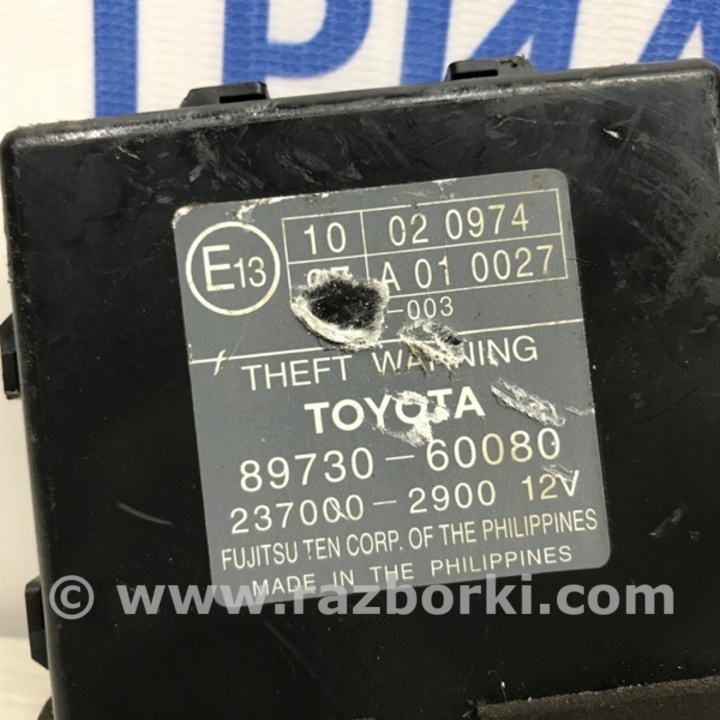 ТРИЛ
E13
10 02 0974
A 01 0027
-003
THEFT WARNING
TOYOTA
89730-60080
237000-2900 12V
FUJITSU TEN CORP. OF THE PHILIPPINES
MADE IN THE PHILIPPINES
© www.razborki.com